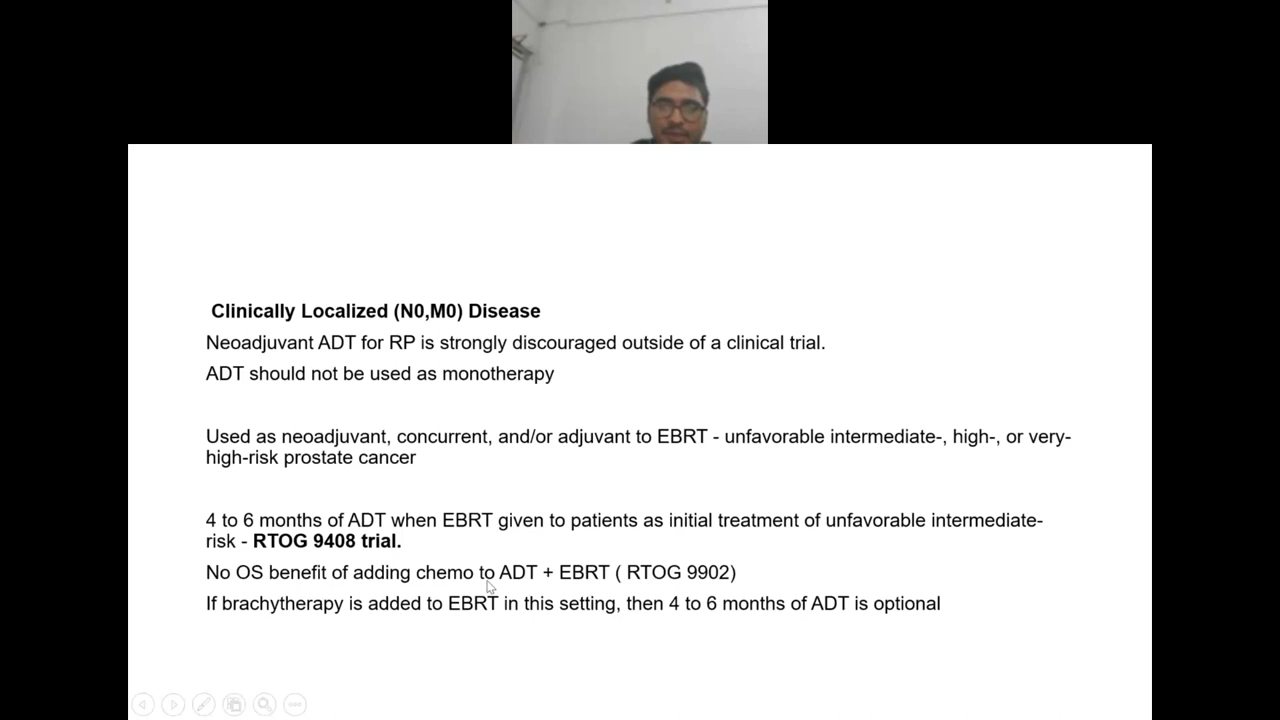 Clinically Localized (N0,M0) Disease
Neoadjuvant ADT for RP is strongly discouraged outside of a clinical trial.
ADT should not be used as monotherapy
Used as neoadjuvant, concurrent, and/or adjuvant to EBRT - unfavorable intermediate-, high-, or very-
high-risk prostate cancer
4 to 6 months of ADT when EBRT given to patients as initial treatment of unfavorable intermediate-
risk - RTOG 9408 trial.
No OS benefit of adding chemo to ADT + EBRT ( RTOG 9902)
If brachytherapy is added to EBRT in this setting, then 4 to 6 months of ADT is optional